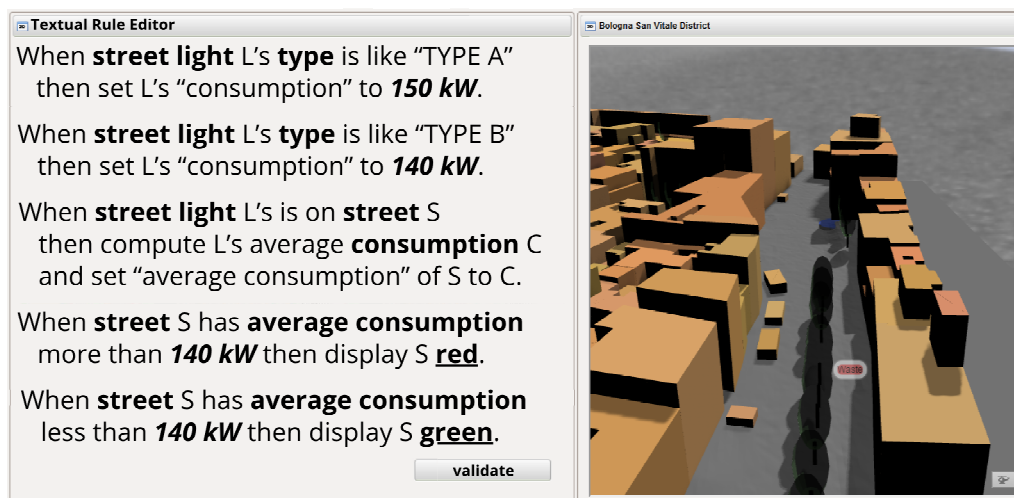 Textual Rule Editor
When street light L's type is like “TYPE A”
then set L's “consumption” to 150 kW.
When street light L's type is like “TYPE B”
then set L's “consumption” to 140 kW.
When street light L's is on street S
then compute L's average consumption C
and set “average consumption” of S to C.
When street S has average consumption
more than 140 kW then display S red.
When street S has average consumption
less than 140 kW then display S green.
validate
Bologna San Vitale District
Waste